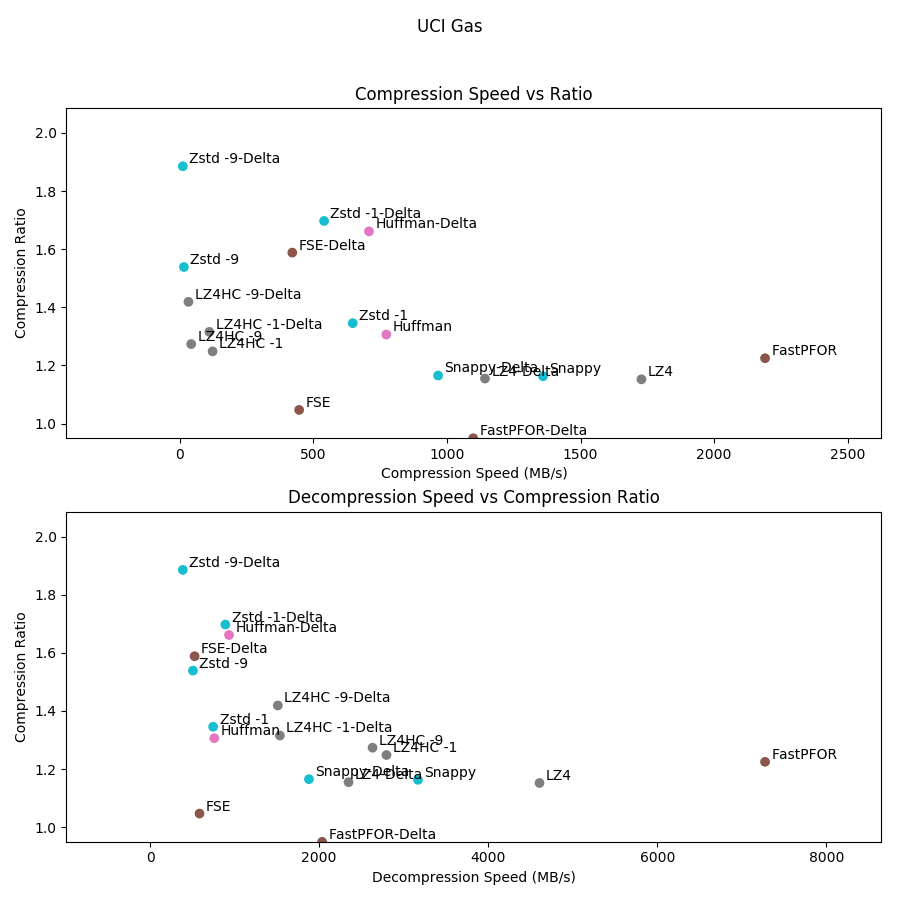 UCI Gas
Compression Speed vs Ratio
Compression Ratio
2.0
1.8
1.6
1.4
1.2
1.0
Zstd -9-Delta
Zstd -1-Delta
Huffman-Delta
FSE-Delta
Zstd -9
LZ4HC -9-Delta
LZ4HC -1-Delta
Zstd -1
Huffman
LZ4HC -9
LZ4HC -1
FastPFOR
Snappy-Delta
LZ4-Delta
Snappy
LZ4
FSE
FastPFOR-Delta
0 500 1000 1500 2000 2500
Compression Speed (MB/s)
Decompression Speed vs Compression Ratio
Compression Ratio
2.0
1.8
1.6
1.4
1.2
1.0
Zstd -9-Delta
Zstd -1-Delta
Huffman-Delta
FSE-Delta
Zstd -9
LZ4HC -9-Delta
Zstd -1
LZ4HC -1-Delta
Huffman
LZ4HC -9
LZ4HC -1
FastPFOR
Snappy-Delta
LZ4-Delta
Snappy
LZ4
FSE
FastPFOR-Delta
0 2000 4000 6000 8000
Decompression Speed (MB/s)